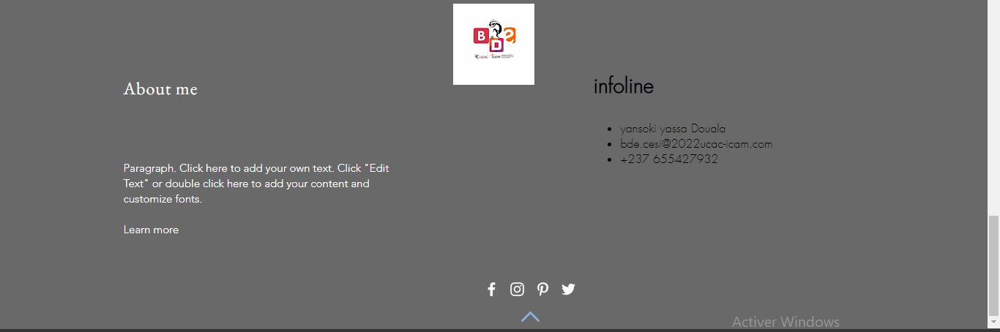 B D e
UCAC icam
About me
infoline
yansoki yassa Douala
bde.cesi@2022ucac-icam.com
+237 655427932
Paragraph. Click here to add your own text. Click "Edit
Text" or double click here to add your content and
customize fonts.
Learn more
Activer Windows